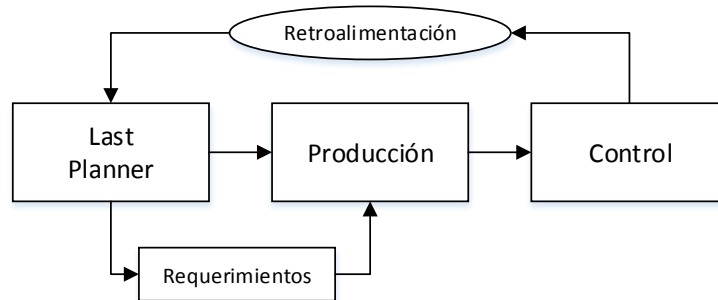 Retroalimentación
Last
Planner
Producción
Control
Requerimientos